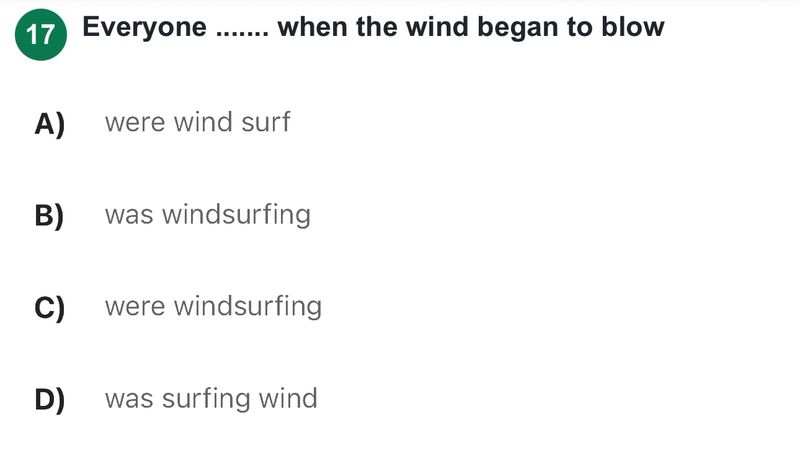 17 Everyone ....... when the wind began to blow
A) were wind surf
B) was windsurfing
C) were windsurfing
D) was surfing wind